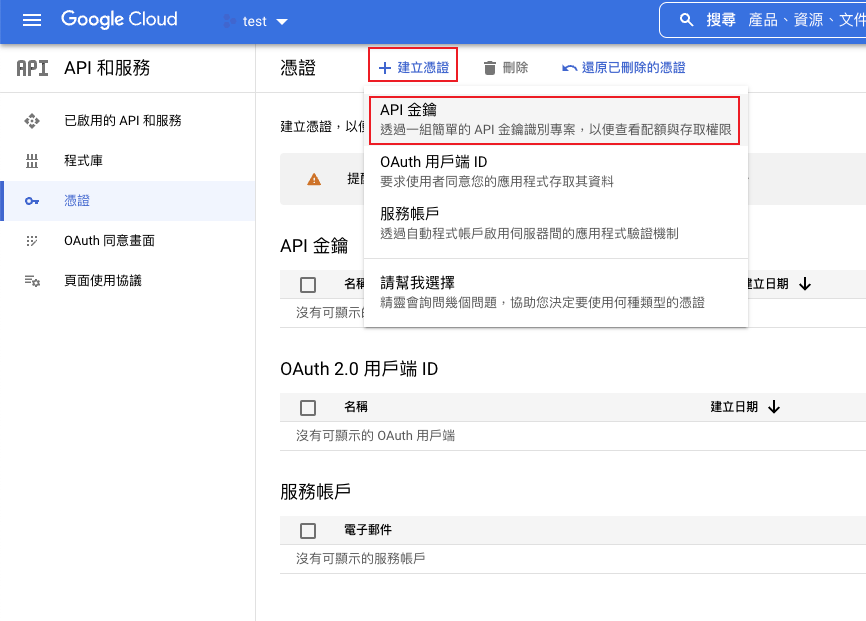 Google Cloud
test
搜尋 產品、資源、文件
API API 和服務
憑證
建立憑證
刪除
還原已刪除的憑證
已啟用的 API 和服務
程式庫
憑證
OAuth 同意畫面
頁面使用協議
建立憑證，以便
提醒
API 金鑰
透過一組簡單的 API 金鑰識別專案，以便查看配額與存取權限
OAuth 用戶端 ID
要求使用者同意您的應用程式存取其資料
服務帳戶
透過自動程式帳戶啟用伺服器間的應用程式驗證機制
請幫我選擇
精靈會詢問幾個問題，協助您決定要使用何種類型的憑證
API 金鑰
名稱
建立日期
沒有可顯示的
OAuth 2.0 用戶端 ID
名稱
建立日期
沒有可顯示的 OAuth 用戶端
服務帳戶
電子郵件
沒有可顯示的服務帳戶